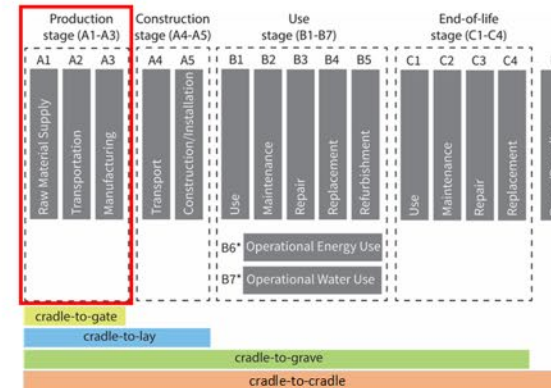 Production
stage (A1-A3)
Construction
stage (A4-A5)
Use
stage (B1-B7)
End-of-life
stage (C1-C4)
A1 A2 A3 A4 A5 B1 B2 B3 B4 B5 C1 C2 C3 C4
Raw Material Supply
Transportation
Manufacturing
Transport
Construction/Installation
Use
Maintenance
Repair
Replacement
Refurbishment
Use
Maintenance
Repair
Replacement
B6* Operational Energy Use
B7* Operational Water Use
cradle-to-gate
cradle-to-lay
cradle-to-grave
cradle-to-cradle